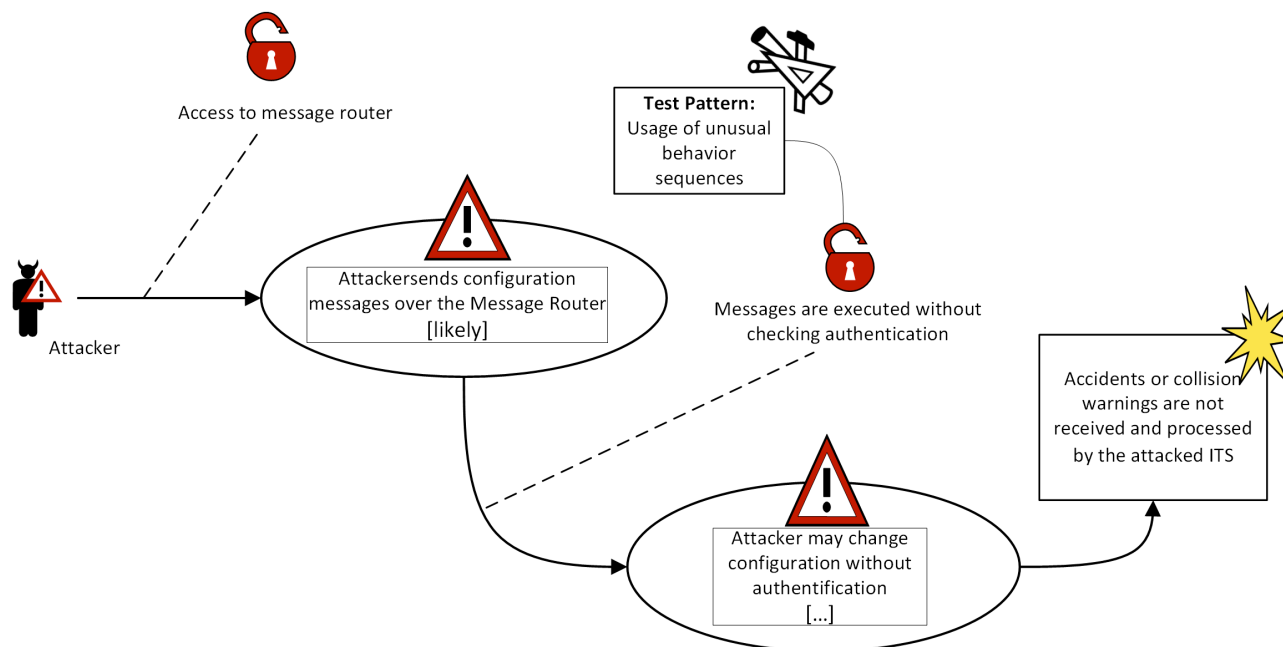 Access to message router
Test Pattern:
Usage of unusual
behavior
sequences
Attackersends configuration
messages over the Message Router
[likely]
Attacker
Messages are executed without
checking authentication
Accidents or collision
warnings are not
received and processed
by the attacked ITS
Attacker may change
configuration without
authentification
[...]